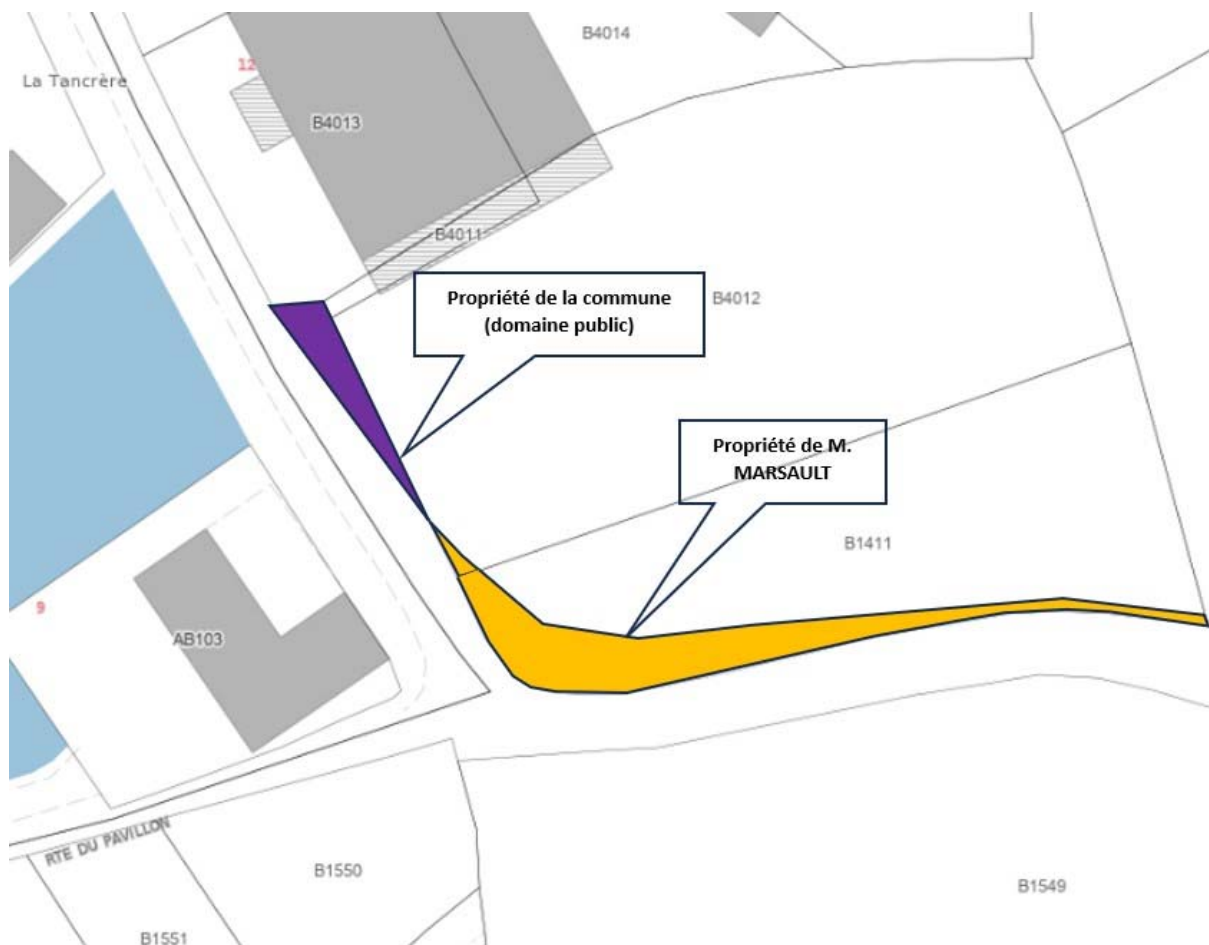 B4014
La Tancrère
12
B4013
B4011
Propriété de la commune
(domaine public)
B4012
Propriété de M.
MARSAULT
B1411
9
AB103
RTE DU PAVILLON
B1550
B1549
B1551